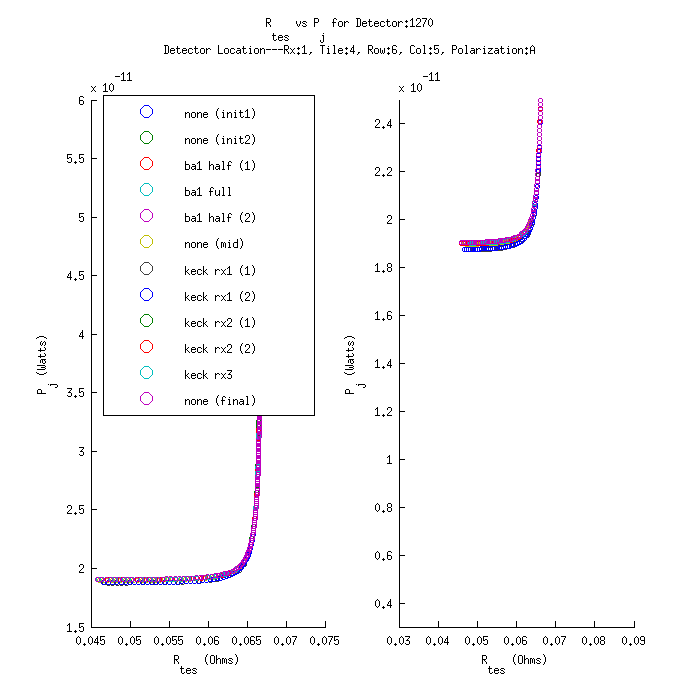 R_tes vs P_j for Detector:1270
Detector Location---Rx:1, Tile:4, Row:6, Col:5, Polarization:A
x 10^-11
6
5.5
5
4.5
4
3.5
3
2.5
2
1.5
P_j (Watts)
none (init1)
none (init2)
ba1 half (1)
ba1 full
ba1 half (2)
none (mid)
keck rx1 (1)
keck rx1 (2)
keck rx2 (1)
keck rx2 (2)
keck rx3
none (final)
0.045 0.05 0.055 0.06 0.065 0.07 0.075
R_tes (Ohms)
x 10^-11
2.4
2.2
2
1.8
1.6
1.4
1.2
1
0.8
0.6
0.4
P_j (Watts)
0.03 0.04 0.05 0.06 0.07 0.08 0.09
R_tes (Ohms)